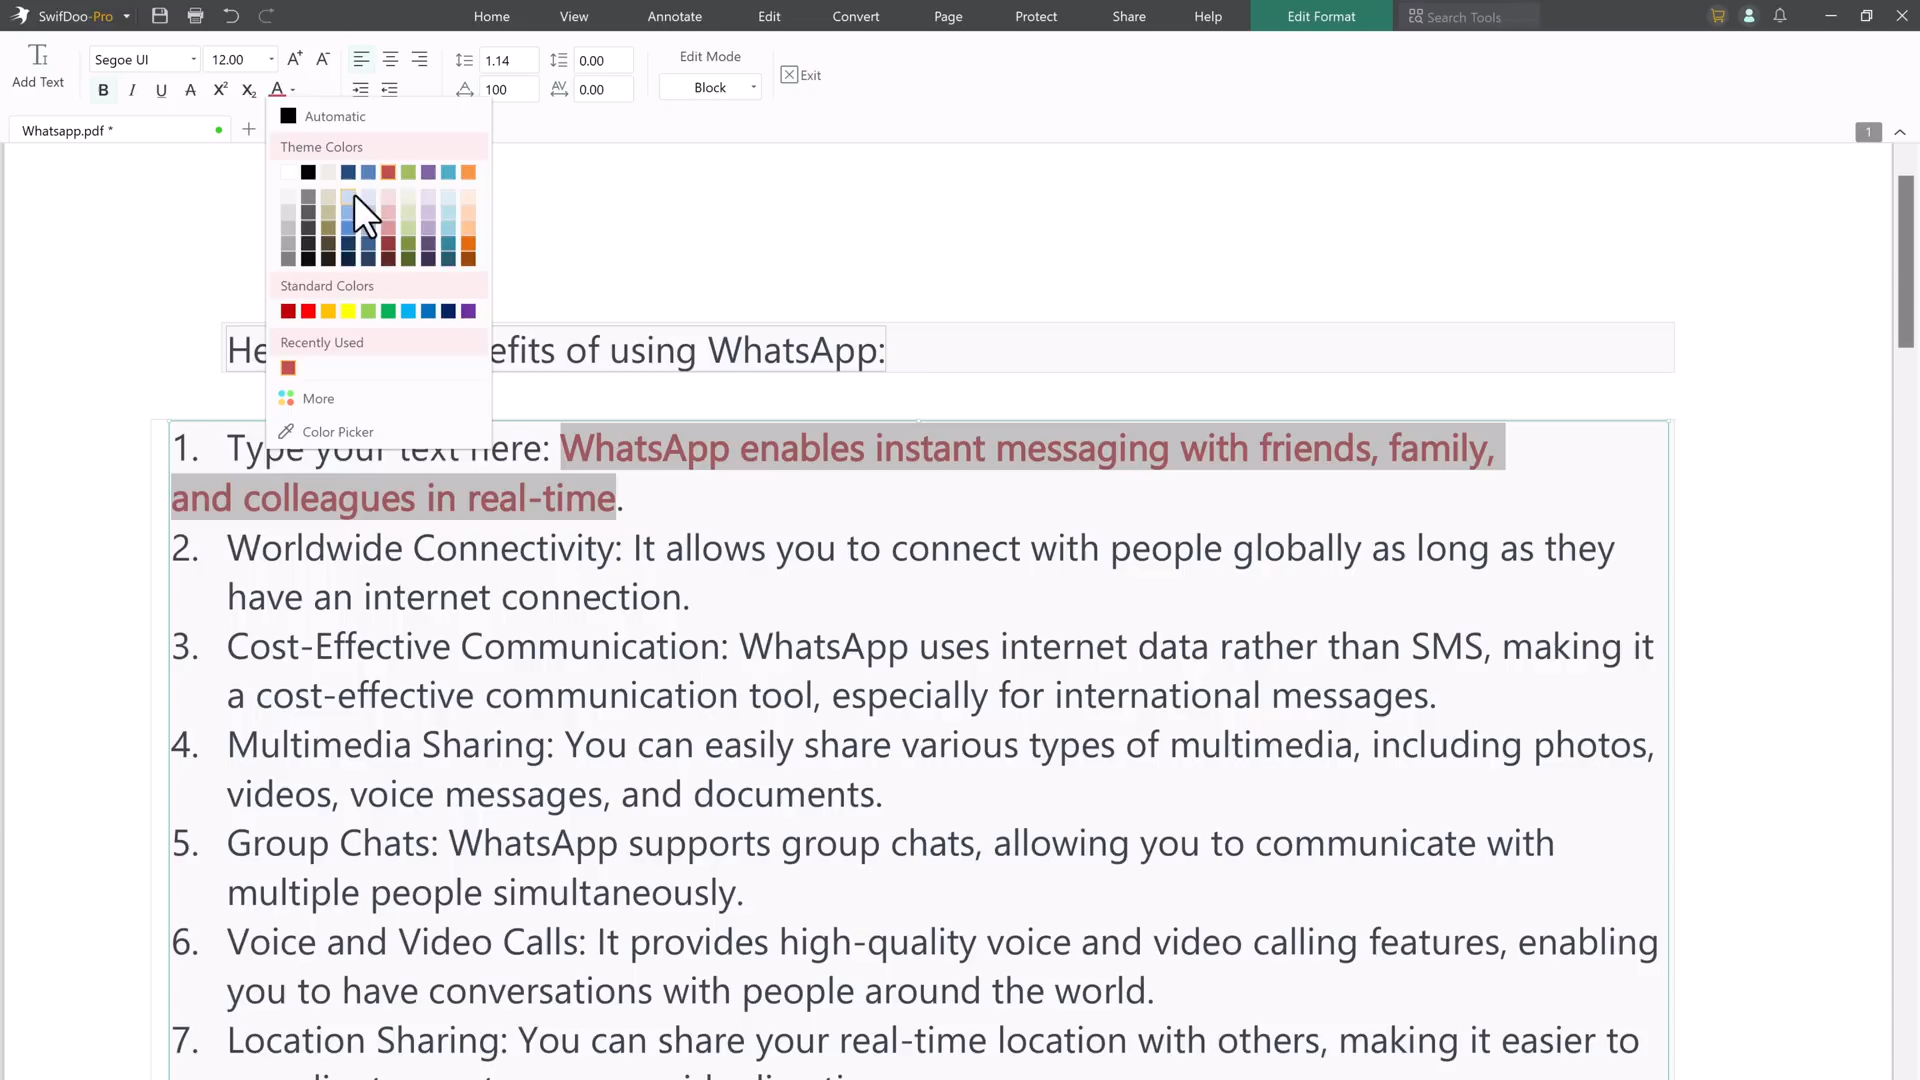 SwifDoo-Pro
Home
View
Annotate
Edit
Convert
Page
Protect
Share
Help
Edit Format
Search Tools
Add Text
Segoe UI
12.00
1.14
0.00
Edit Mode
Exit
B I U A X² X₂ A
100
0.00
Block
Whatsapp.pdf *
1
Automatic
Theme Colors
Standard Colors
Recently Used
More
Color Picker
He efits of using WhatsApp:
1. Type your text here: WhatsApp enables instant messaging with friends, family,
and colleagues in real-time.
2. Worldwide Connectivity: It allows you to connect with people globally as long as they
have an internet connection.
3. Cost-Effective Communication: WhatsApp uses internet data rather than SMS, making it
a cost-effective communication tool, especially for international messages.
4. Multimedia Sharing: You can easily share various types of multimedia, including photos,
videos, voice messages, and documents.
5. Group Chats: WhatsApp supports group chats, allowing you to communicate with
multiple people simultaneously.
6. Voice and Video Calls: It provides high-quality voice and video calling features, enabling
you to have conversations with people around the world.
7. Location Sharing: You can share your real-time location with others, making it easier to